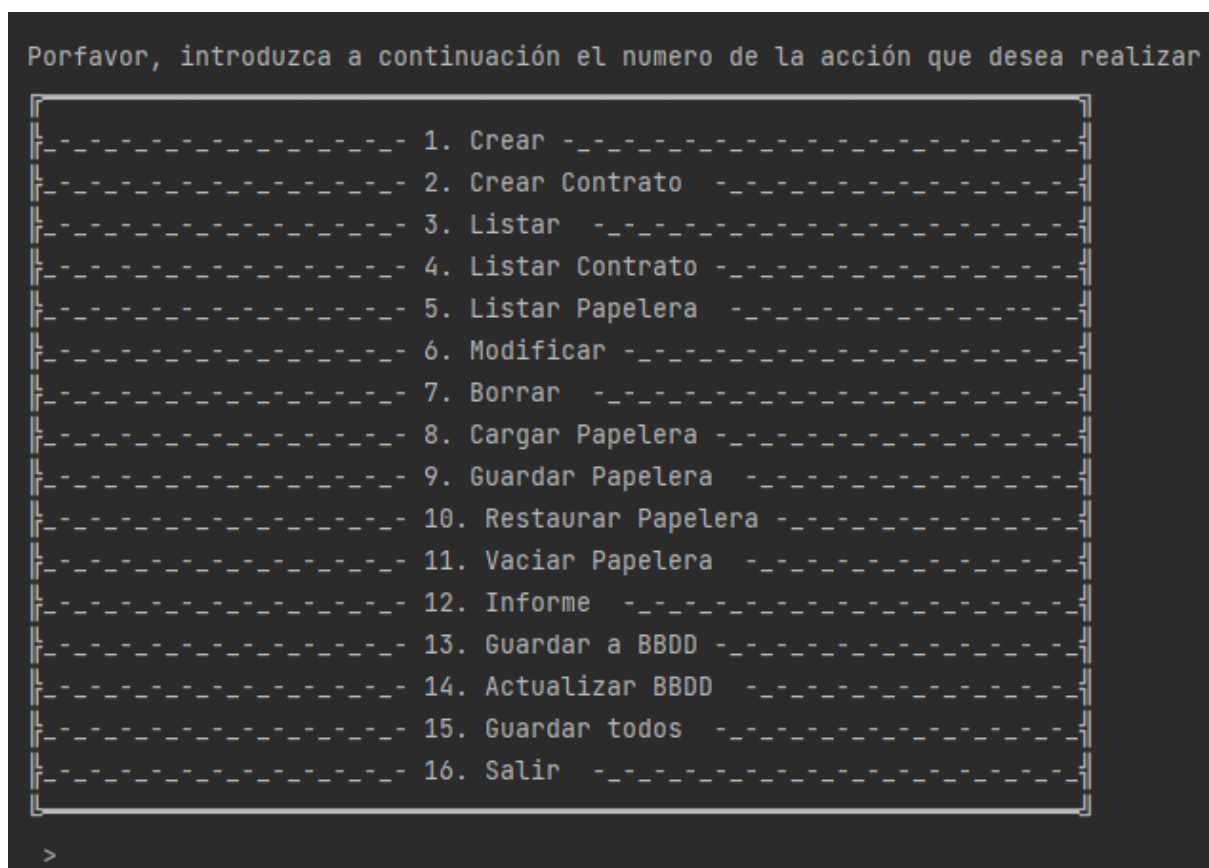 Porfavor, introduzca a continuación el numero de la acción que desea realizar
╔══════════════════════════════════════════════════════════════════════╗
╠_-_-_-_-_-_-_-_-_-_-_-_- 1. Crear -_-_-_-_-_-_-_-_-_-_-_-_-_-_-_-_-_╣
╠_-_-_-_-_-_-_-_-_-_-_-_- 2. Crear Contrato  -_-_-_-_-_-_-_-_-_-_-_-_╣
╠_-_-_-_-_-_-_-_-_-_-_-_- 3. Listar  -_-_-_-_-_-_-_-_-_-_-_-_-_-_-_-_╣
╠_-_-_-_-_-_-_-_-_-_-_-_- 4. Listar Contrato -_-_-_-_-_-_-_-_-_-_-_-_╣
╠_-_-_-_-_-_-_-_-_-_-_-_- 5. Listar Papelera  -_-_-_-_-_-_-_-_-_--_-_╣
╠_-_-_-_-_-_-_-_-_-_-_-_- 6. Modificar -_-_-_-_-_-_-_-_-_-_-_-_-_-_-_╣
╠_-_-_-_-_-_-_-_-_-_-_-_- 7. Borrar  -_-_-_-_-_-_-_-_-_-_-_-_-_-_-_-_╣
╠_-_-_-_-_-_-_-_-_-_-_-_- 8. Cargar Papelera -_-_-_-_-_-_-_-_-_-_-_-_╣
╠_-_-_-_-_-_-_-_-_-_-_-_- 9. Guardar Papelera  -_-_-_-_-_-_-_-_-_-_-_╣
╠_-_-_-_-_-_-_-_-_-_-_-_- 10. Restaurar Papelera -_-_-_-_-_-_-_-_-_-_╣
╠_-_-_-_-_-_-_-_-_-_-_-_- 11. Vaciar Papelera  -_-_-_-_-_-_-_-_-_-_-_╣
╠_-_-_-_-_-_-_-_-_-_-_-_- 12. Informe  -_-_-_-_-_-_-_-_-_-_-_-_-_-_-_╣
╠_-_-_-_-_-_-_-_-_-_-_-_- 13. Guardar a BBDD -_-_-_-_-_-_-_-_-_-_-_-_╣
╠_-_-_-_-_-_-_-_-_-_-_-_- 14. Actualizar BBDD  -_-_-_-_-_-_-_-_-_-_-_╣
╠_-_-_-_-_-_-_-_-_-_-_-_- 15. Guardar todos  -_-_-_-_-_-_-_-_-_-_-_-_╣
╠_-_-_-_-_-_-_-_-_-_-_-_- 16. Salir  -_-_-_-_-_-_-_-_-_-_-_-_-_-_-_-_╣
╚══════════════════════════════════════════════════════════════════════╝
>